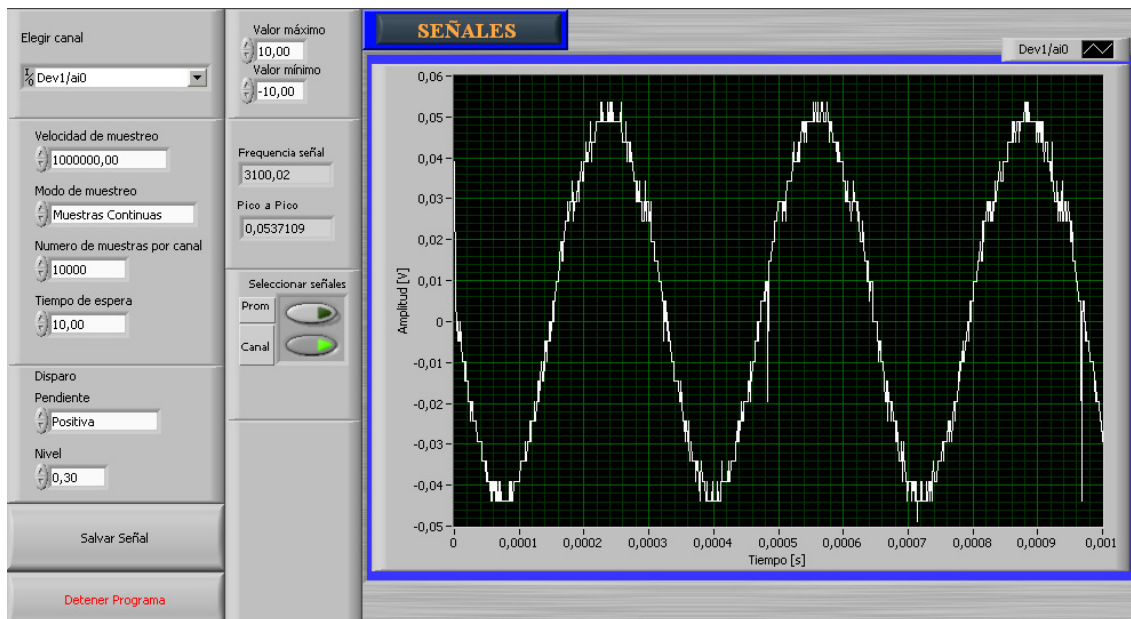 Elegir canal
Dev1/ai0
Velocidad de muestreo
1000000,00
Modo de muestreo
Muestras Continuas
Numero de muestras por canal
10000
Tiempo de espera
10,00
Disparo
Pendiente
Positiva
Nivel
0,30
Salvar Señal
Detener Programa
Valor máximo
10,00
Valor mínimo
-10,00
Frequencia señal
3100,02
Pico a Pico
0,0537109
Seleccionar señales
Prom
Canal
SEÑALES
Dev1/ai0
Amplitud [V]
0,06
0,05
0,04
0,03
0,02
0,01
0
-0,01
-0,02
-0,03
-0,04
-0,05
0 0,0001 0,0002 0,0003 0,0004 0,0005 0,0006 0,0007 0,0008 0,0009 0,001
Tiempo [s]